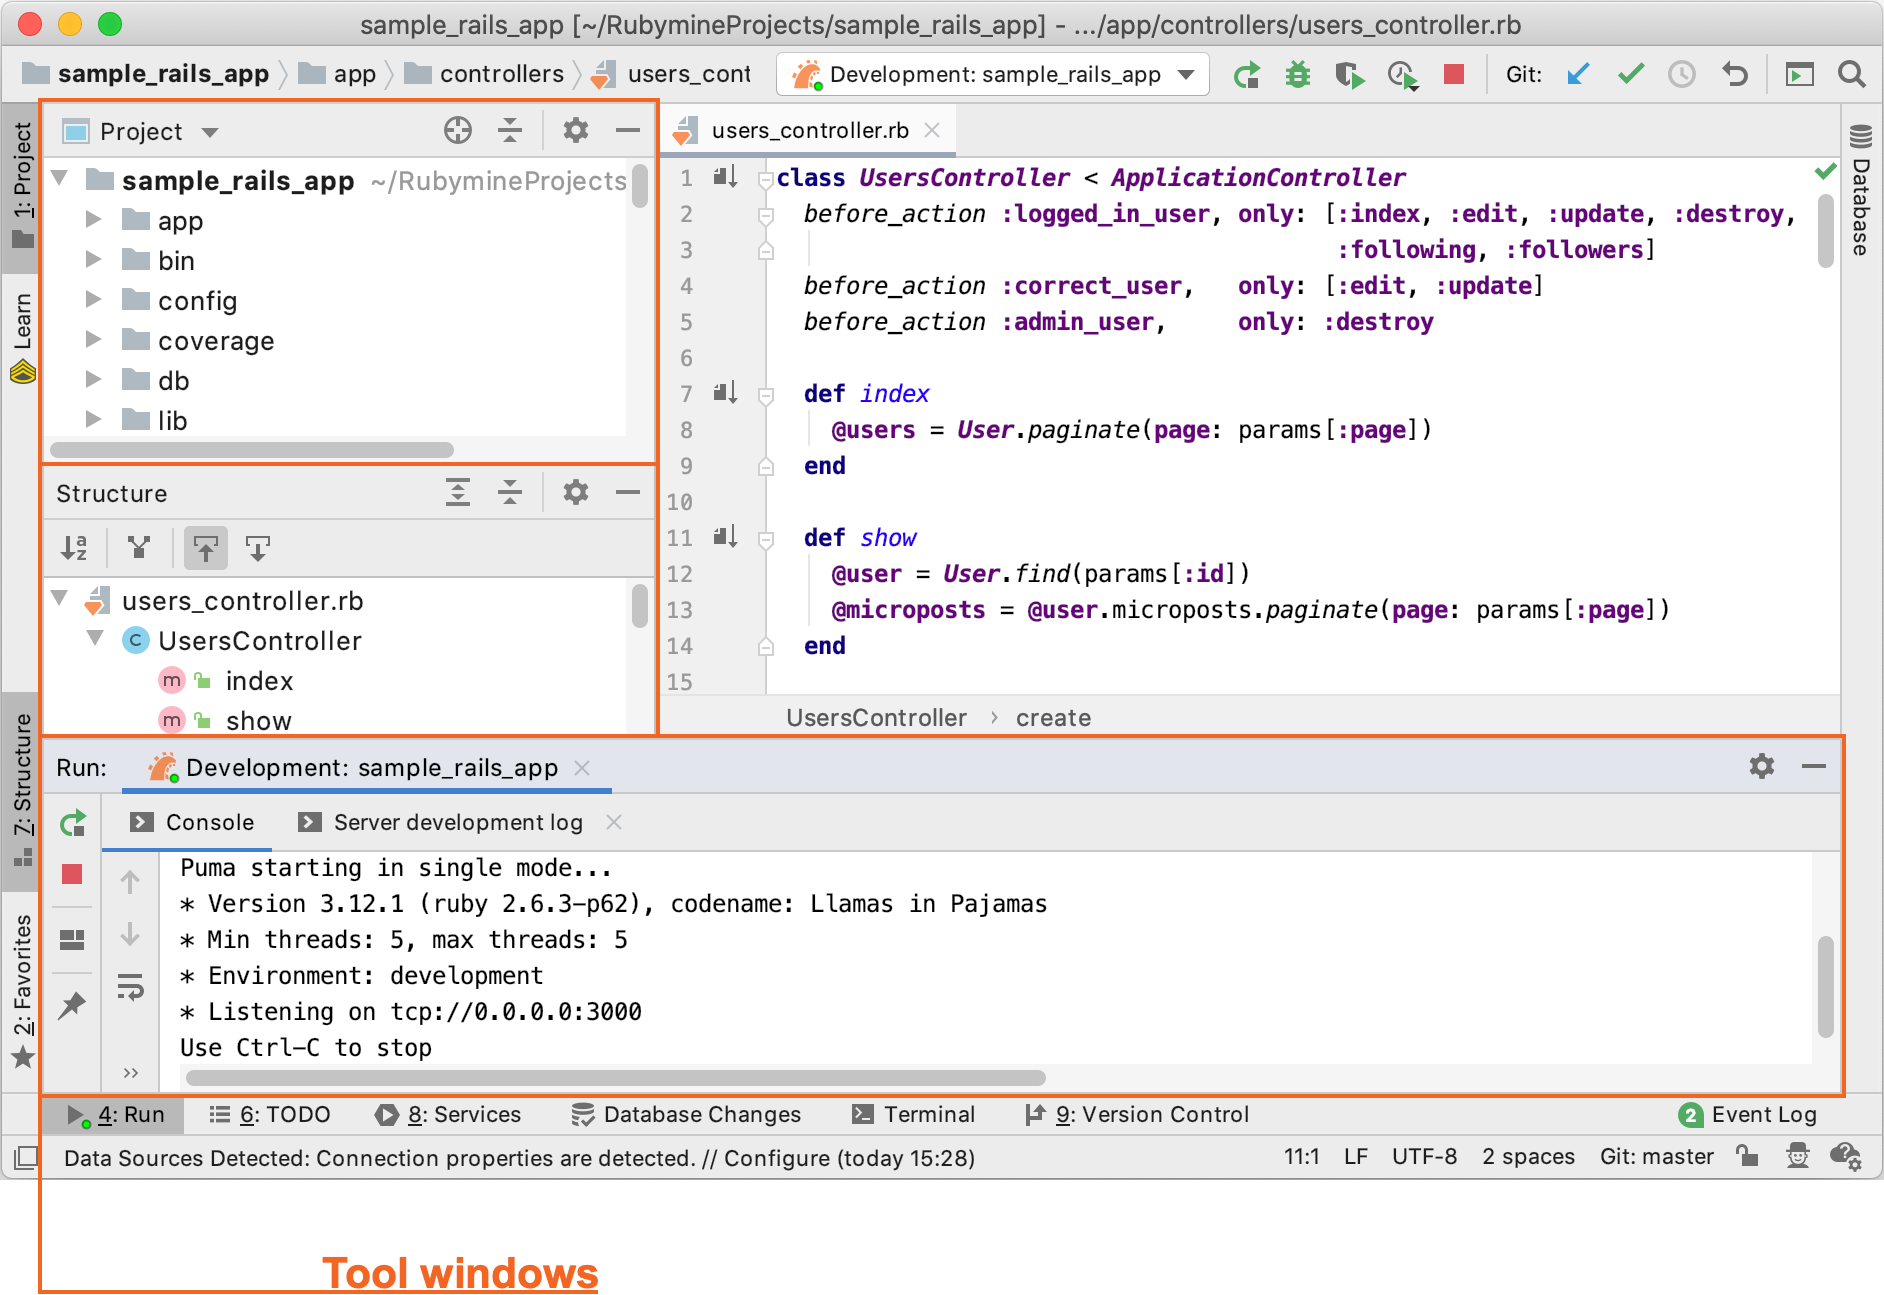 sample_rails_app [~/RubymineProjects/sample_rails_app] - .../app/controllers/users_controller.rb
sample_rails_app app controllers users_cont Development: sample_rails_app Git:
1: Project
Learn
7: Structure
2: Favorites
Project
sample_rails_app ~/RubymineProjects
app
bin
config
coverage
db
lib
Structure
users_controller.rb
C UsersController
m index
m show
users_controller.rb
1 class UsersController < ApplicationController
2 before_action :logged_in_user, only: [:index, :edit, :update, :destroy,
3 :following, :followers]
4 before_action :correct_user, only: [:edit, :update]
5 before_action :admin_user, only: :destroy
6
7 def index
8 @users = User.paginate(page: params[:page])
9 end
10
11 def show
12 @user = User.find(params[:id])
13 @microposts = @user.microposts.paginate(page: params[:page])
14 end
15
UsersController › create
Database
Run: Development: sample_rails_app
Console Server development log
Puma starting in single mode...
* Version 3.12.1 (ruby 2.6.3-p62), codename: Llamas in Pajamas
* Min threads: 5, max threads: 5
* Environment: development
* Listening on tcp://0.0.0.0:3000
Use Ctrl-C to stop
4: Run 6: TODO 8: Services Database Changes Terminal 9: Version Control 2 Event Log
Data Sources Detected: Connection properties are detected. // Configure (today 15:28) 11:1 LF UTF-8 2 spaces Git: master
Tool windows